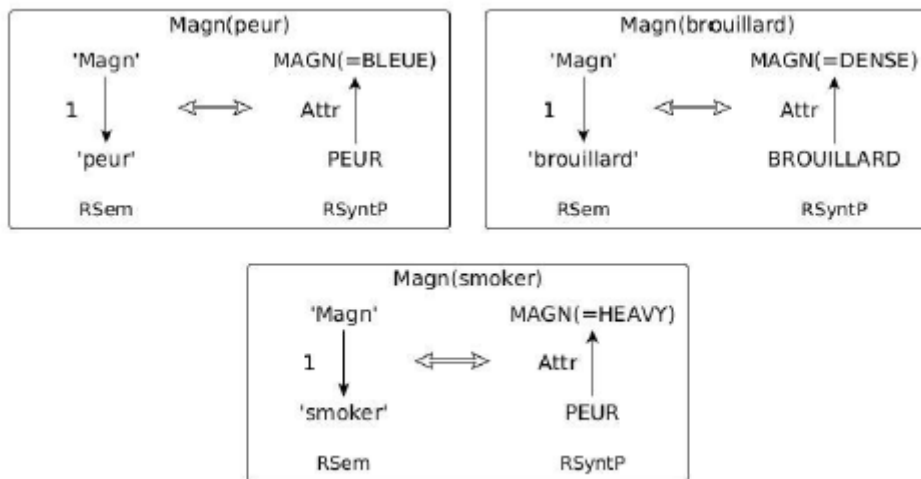 Magn(peur)
'Magn' MAGN(=BLEUE)
1 Attr
'peur' PEUR
RSem RSyntP
Magn(brouillard)
'Magn' MAGN(=DENSE)
1 Attr
'brouillard' BROUILLARD
RSem RSyntP
Magn(smoker)
'Magn' MAGN(=HEAVY)
1 Attr
'smoker' PEUR
RSem RSyntP